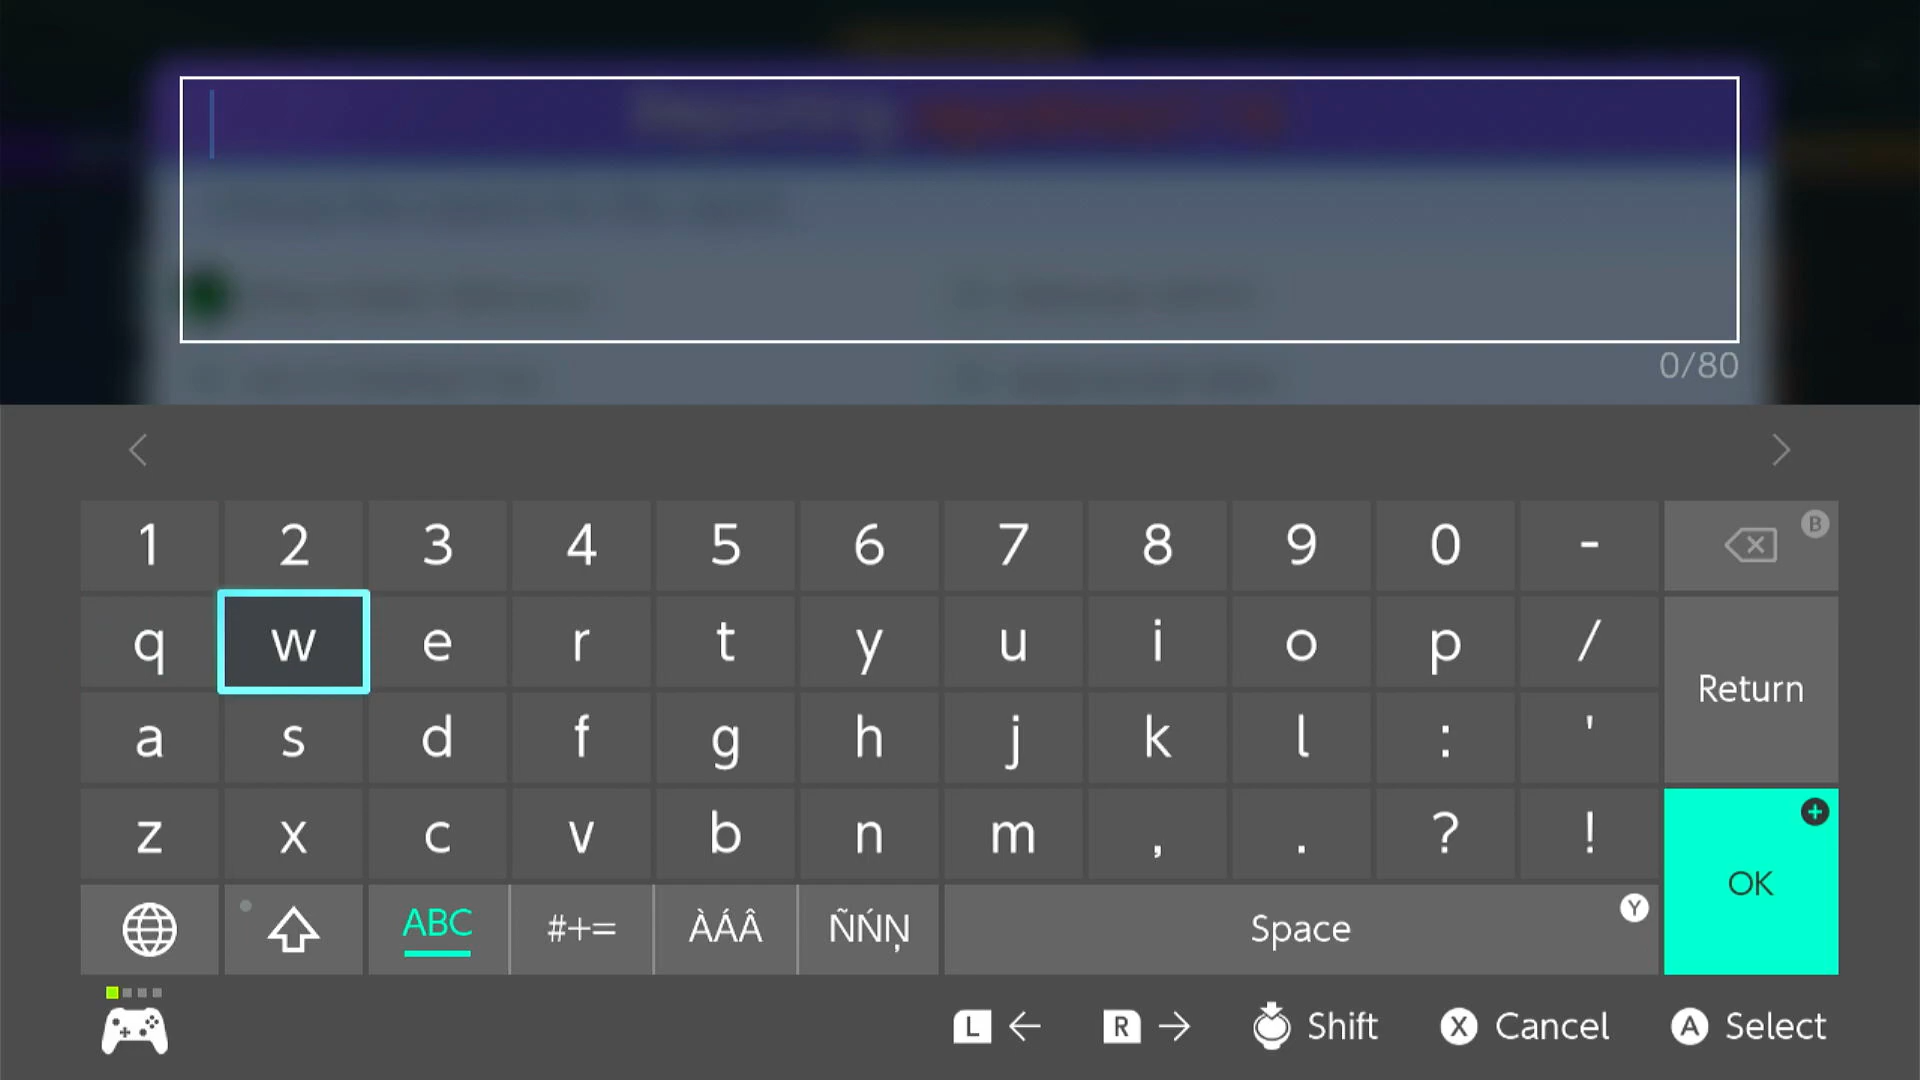 0/80
1 2 3 4 5 6 7 8 9 0 - B
q w e r t y u i o p /
Return
a s d f g h j k l : '
z x c v b n m , . ? !
OK
ABC #+= ÀÁÂ ÑŃŅ Space Y
L ← R → Shift X Cancel A Select